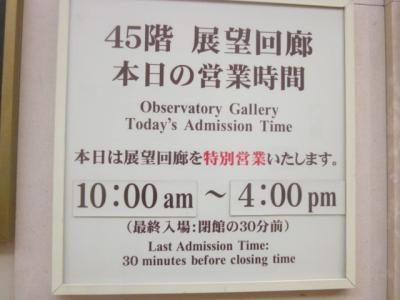 45階 展望回廊
本日の営業時間
Observatory Gallery
Today's Admission Time
本日は展望回廊を特別営業いたします。
10:00 am ～ 4:00 pm
(最終入場:閉館の30分前)
Last Admission Time:
30 minutes before closing time